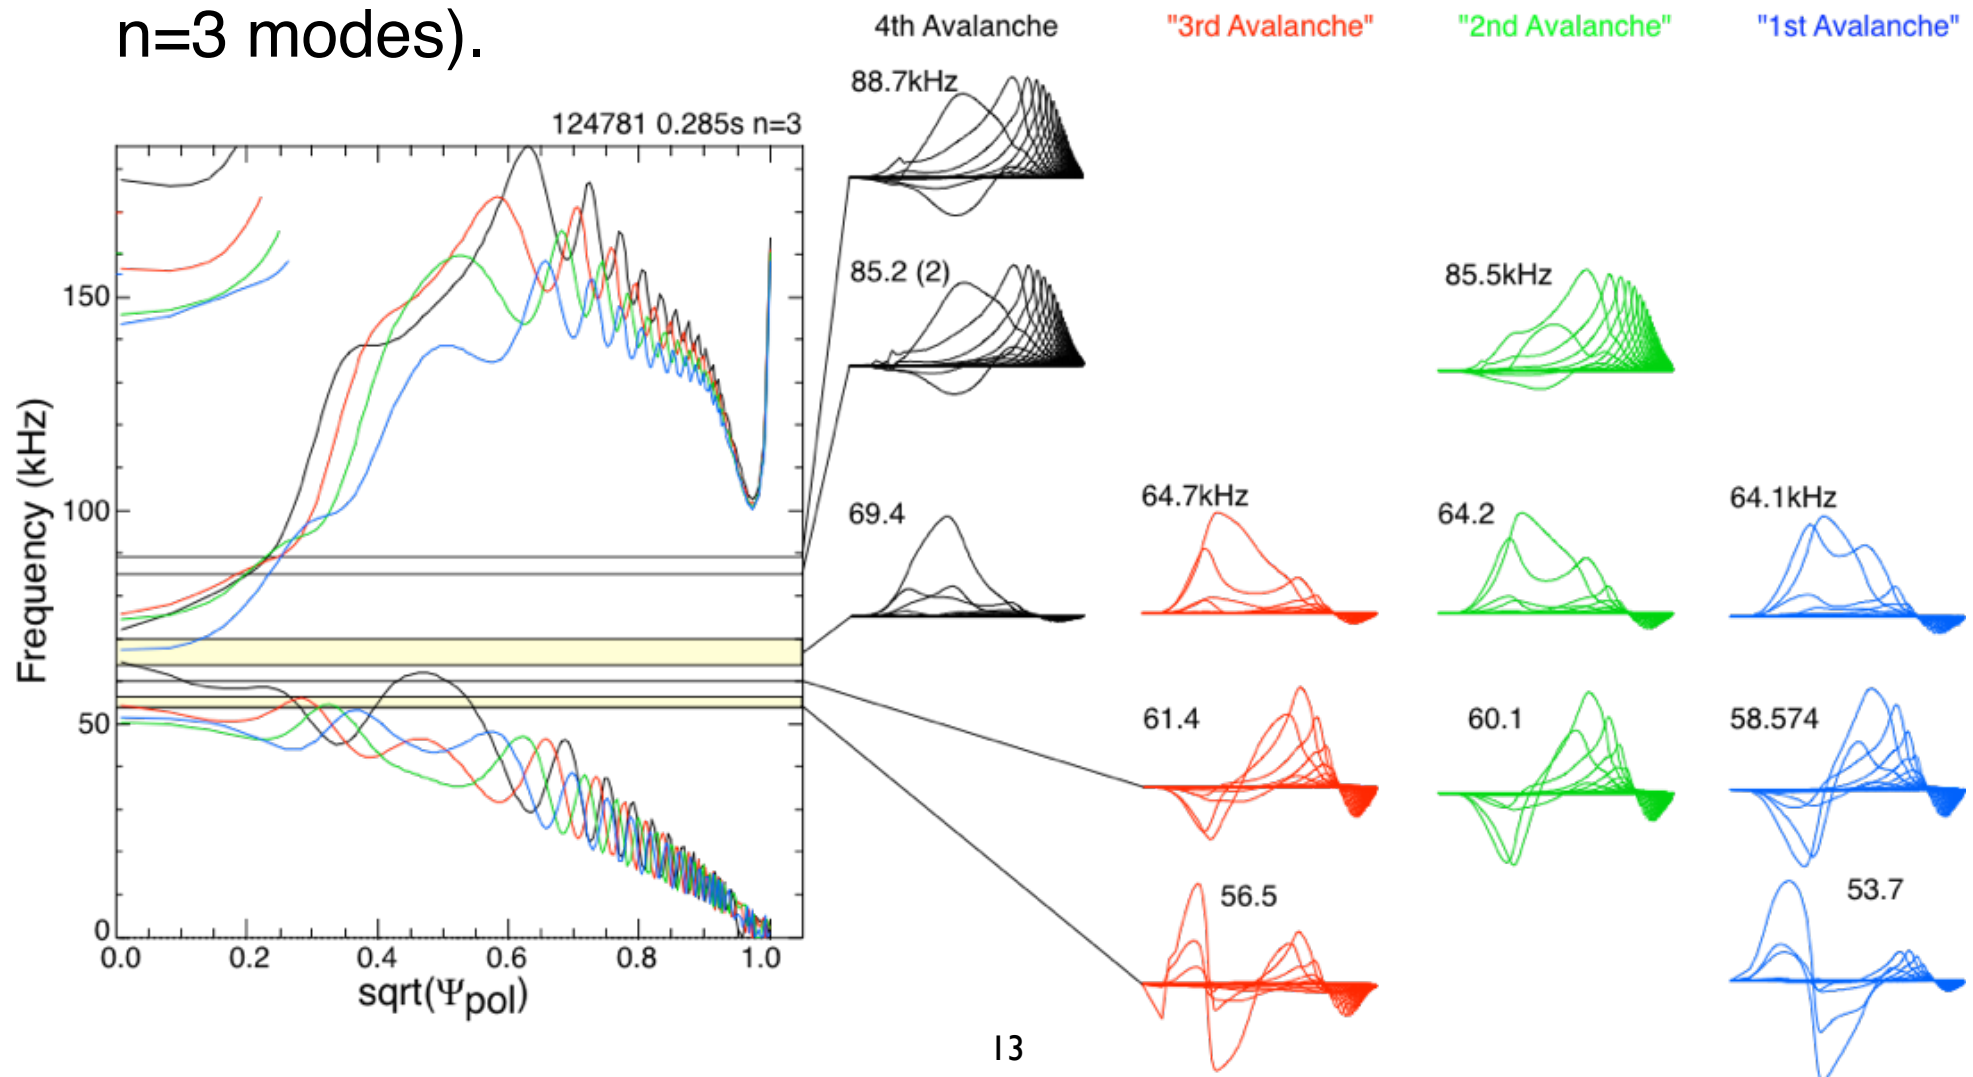 n=3 modes).
4th Avalanche "3rd Avalanche" "2nd Avalanche" "1st Avalanche"
88.7kHz
124781 0.285s n=3
85.2 (2) 85.5kHz
150
69.4 64.7kHz 64.2 64.1kHz
100
Frequency (kHz)
61.4 60.1 58.574
50
56.5 53.7
0
0.0 0.2 0.4 0.6 0.8 1.0
sqrt(Ψpol)
13